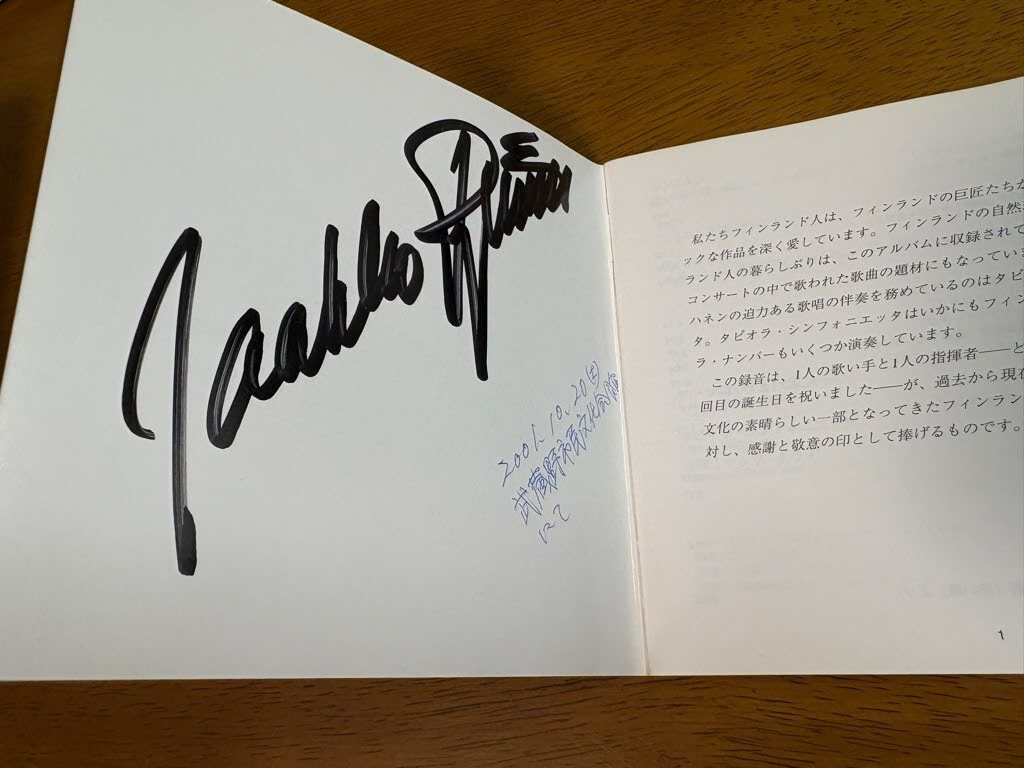 Jaakko
2001.10.20(土)
武蔵野市民文化会館
にて
私たちフィンランド人は、フィンランドの巨匠たちが
ックな作品を深く愛しています。フィンランドの自然
ランド人の暮らしぶりは、このアルバムに収録されて
コンサートの中で歌われた歌曲の題材にもなってい
ハネンの迫力ある歌唱の伴奏を務めているのはタピ
タ。タピオラ・シンフォニエッタはいかにもフィン
ラ・ナンバーもいくつか演奏しています。
この録音は、1人の歌い手と1人の指揮者――と
回目の誕生日を祝いました――が、過去から現在
文化の素晴らしい一部となってきたフィンラン
対し、感謝と敬意の印として捧げるものです。
1